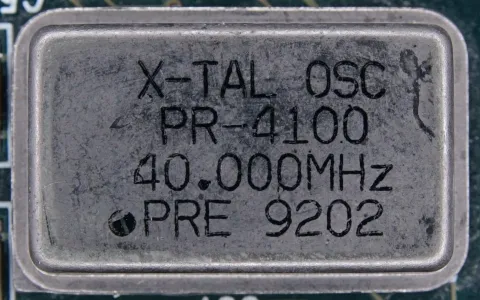 X-TAL OSC
PR-4100
40.000MHz
PRE 9202